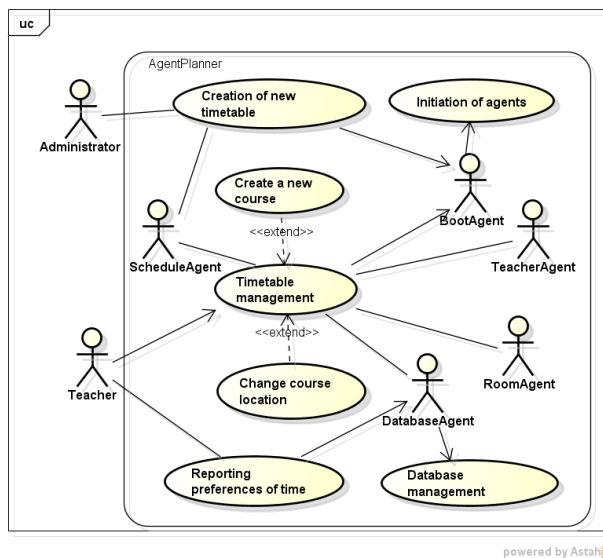 uc
AgentPlanner
Creation of new
timetable
Initiation of agents
Administrator
Create a new
course
BootAgent
<<extend>>
ScheduleAgent
TeacherAgent
Timetable
management
<<extend>>
Teacher
Change course
location
RoomAgent
DatabaseAgent
Reporting
preferences of time
Database
management
powered by Astah